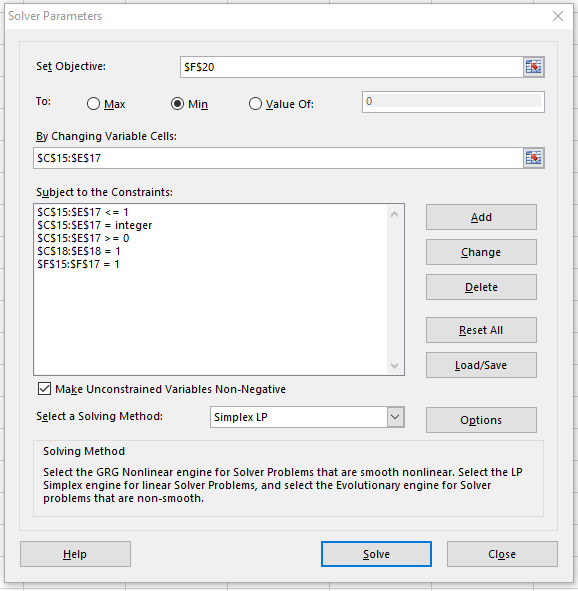 Solver Parameters
Set Objective:
$F$20
To:
Max
Min
Value Of:
0
By Changing Variable Cells:
$C$15:$E$17
Subject to the Constraints:
$C$15:$E$17 <= 1
$C$15:$E$17 = integer
$C$15:$E$17 >= 0
$C$18:$E$18 = 1
$F$15:$F$17 = 1
Add
Change
Delete
Reset All
Load/Save
Make Unconstrained Variables Non-Negative
Select a Solving Method:
Simplex LP
Options
Solving Method
Select the GRG Nonlinear engine for Solver Problems that are smooth nonlinear. Select the LP
Simplex engine for linear Solver Problems, and select the Evolutionary engine for Solver
problems that are non-smooth.
Help
Solve
Close